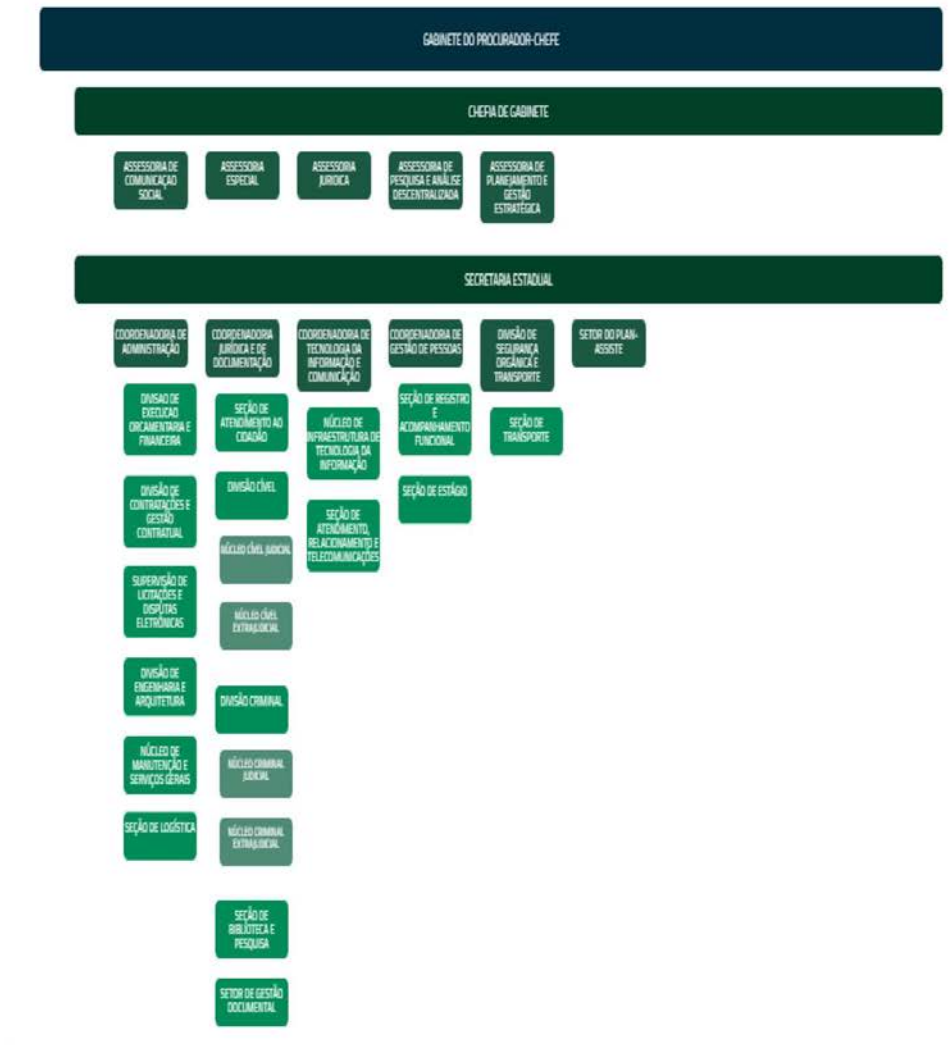 GABINETE DO PROCURADOR-CHEFE
CHEFIA DE GABINETE
ASSESSORIA DE
COMUNICAÇAO
SOCIAL
ASSESSORIA
ESPECIAL
ASSESSORIA
JURIDICA
ASSESSORIA DE
PESQUISA E ANÁLISE
DESCENTRALIZADA
ASSESSORIA DE
PLANEJAMENTO E
GESTÃO
ESTRATÉGICA
SECRETARIA ESTADUAL
COORDENADORIA DE
ADMINISTRAÇÃO
DIVISAO DE
EXECUCAO
ORCAMENTARIA E
FINANCEIRA
DIVISÃO DE
CONTRATAÇÕES E
GESTÃO
CONTRATUAL
SUPERVISÃO DE
LICITAÇÕES E
DISPUTAS
ELETRÔNICAS
DIVISÃO DE
ENGENHARIA E
ARQUITETURA
NÚCLEO DE
MANUTENÇÃO E
SERVIÇOS GERAIS
SEÇÃO DE LOGÍSTICA
COORDENADORIA
JURÍDICA E DE
DOCUMENTAÇÃO
SEÇÃO DE
ATENDIMENTO AO
CIDADÃO
DIVISÃO CÍVEL
NÚCLEO CÍVEL JUDICIAL
NÚCLEO CÍVEL
EXTRAJUDICIAL
DIVISÃO CRIMINAL
NÚCLEO CRIMINAL
JUDICIAL
NÚCLEO CRIMINAL
EXTRAJUDICIAL
SEÇÃO DE
BIBLIOTECA E
PESQUISA
SETOR DE GESTÃO
DOCUMENTAL
COORDENADORIA DE
TECNOLOGIA DA
INFORMAÇÃO E
COMUNICAÇÃO
NÚCLEO DE
INFRAESTRUTURA DE
TECNOLOGIA DA
INFORMAÇÃO
SEÇÃO DE
ATENDIMENTO,
RELACIONAMENTO E
TELECOMUNICAÇÕES
COORDENADORIA DE
GESTÃO DE PESSOAS
SEÇÃO DE REGISTRO
E
ACOMPANHAMENTO
FUNCIONAL
SEÇÃO DE ESTÁGIO
DIVISÃO DE
SEGURANÇA
ORGÂNICA E
TRANSPORTE
SEÇÃO DE
TRANSPORTE
SETOR DO PLAN-
ASSISTE